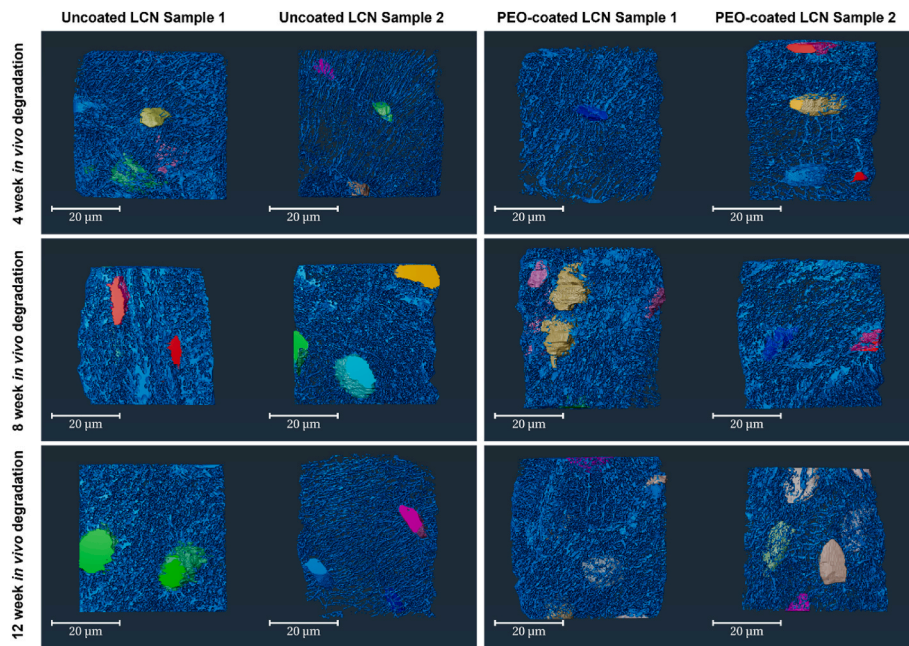 Uncoated LCN Sample 1
Uncoated LCN Sample 2
PEO-coated LCN Sample 1
PEO-coated LCN Sample 2
4 week in vivo degradation
20 µm
20 µm
20 µm
20 µm
8 week in vivo degradation
20 µm
20 µm
20 µm
20 µm
12 week in vivo degradation
20 µm
20 µm
20 µm
20 µm